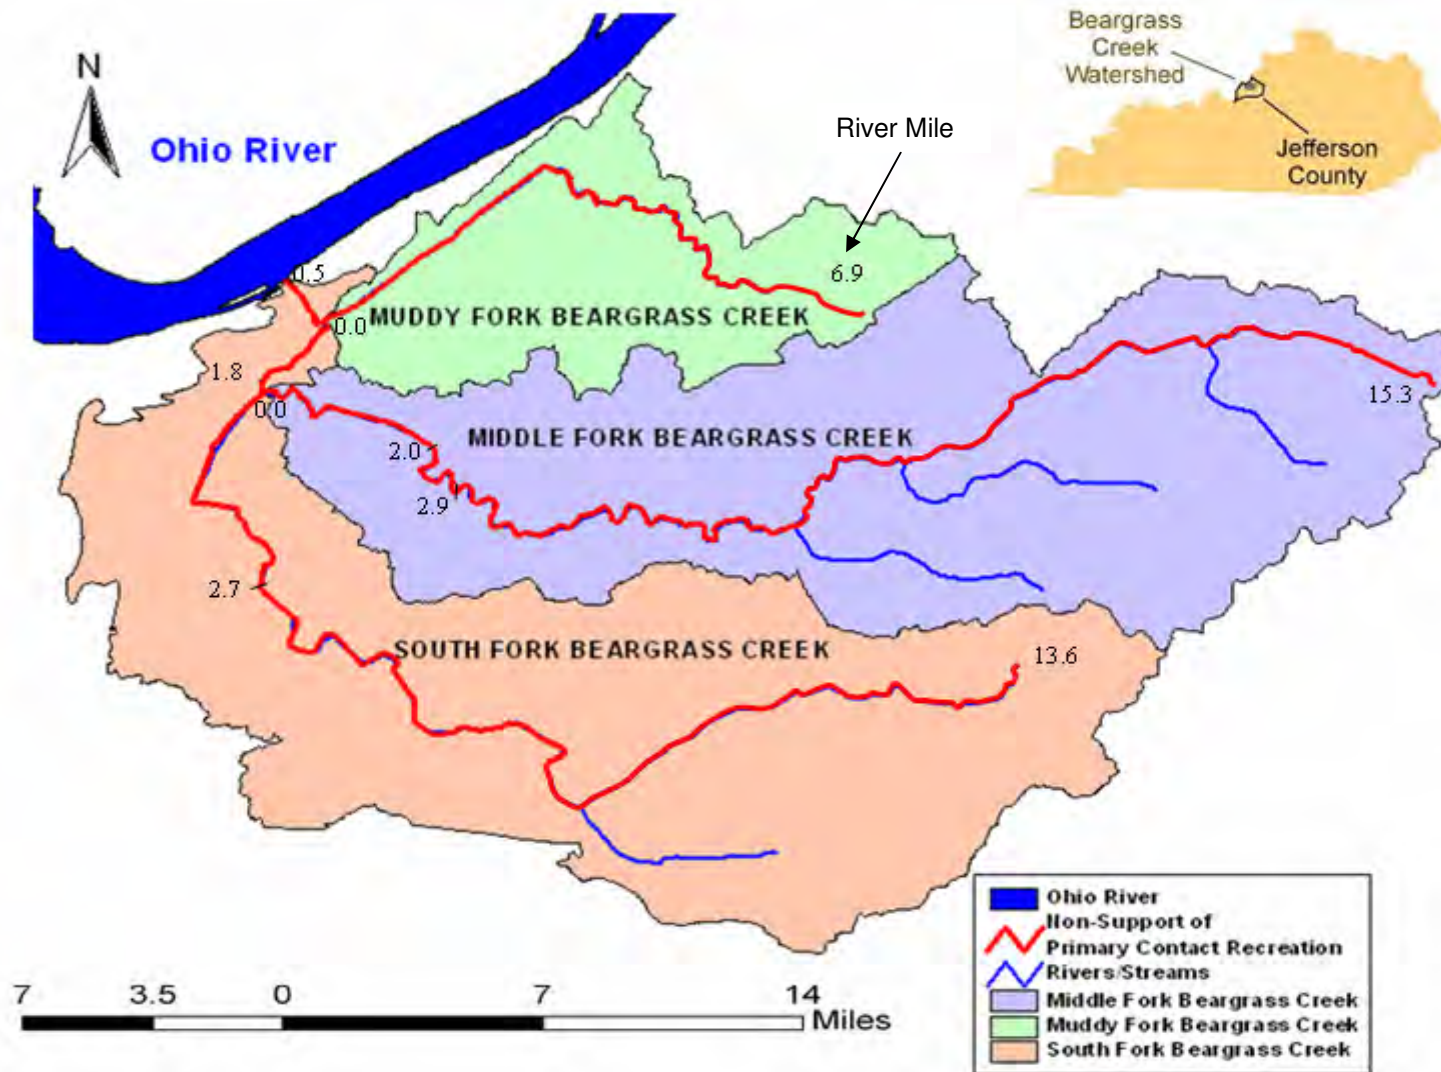 Beargrass
Creek
Watershed
Jefferson
County
N
Ohio River
River Mile
6.9
0.5
0.0
MUDDY FORK BEARGRASS CREEK
1.8
0.0
15.3
MIDDLE FORK BEARGRASS CREEK
2.0
2.9
2.7
SOUTH FORK BEARGRASS CREEK
13.6
Ohio River
Non-Support of
Primary Contact Recreation
Rivers/Streams
Middle Fork Beargrass Creek
Muddy Fork Beargrass Creek
South Fork Beargrass Creek
7 3.5 0 7 14
Miles